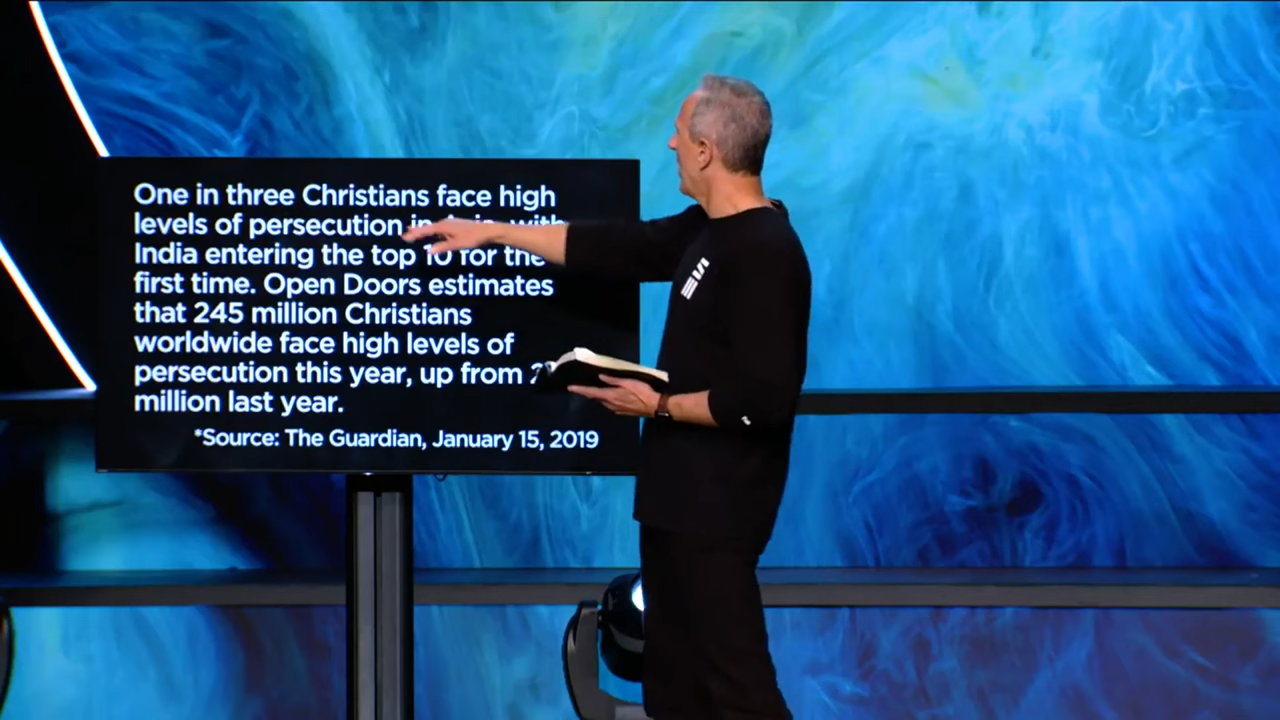 One in three Christians face high
levels of persecution
India entering the top 10 for the
first time. Open Doors estimates
that 245 million Christians
worldwide face high levels of
persecution this year, up from
million last year.
*Source: The Guardian, January 15, 2019